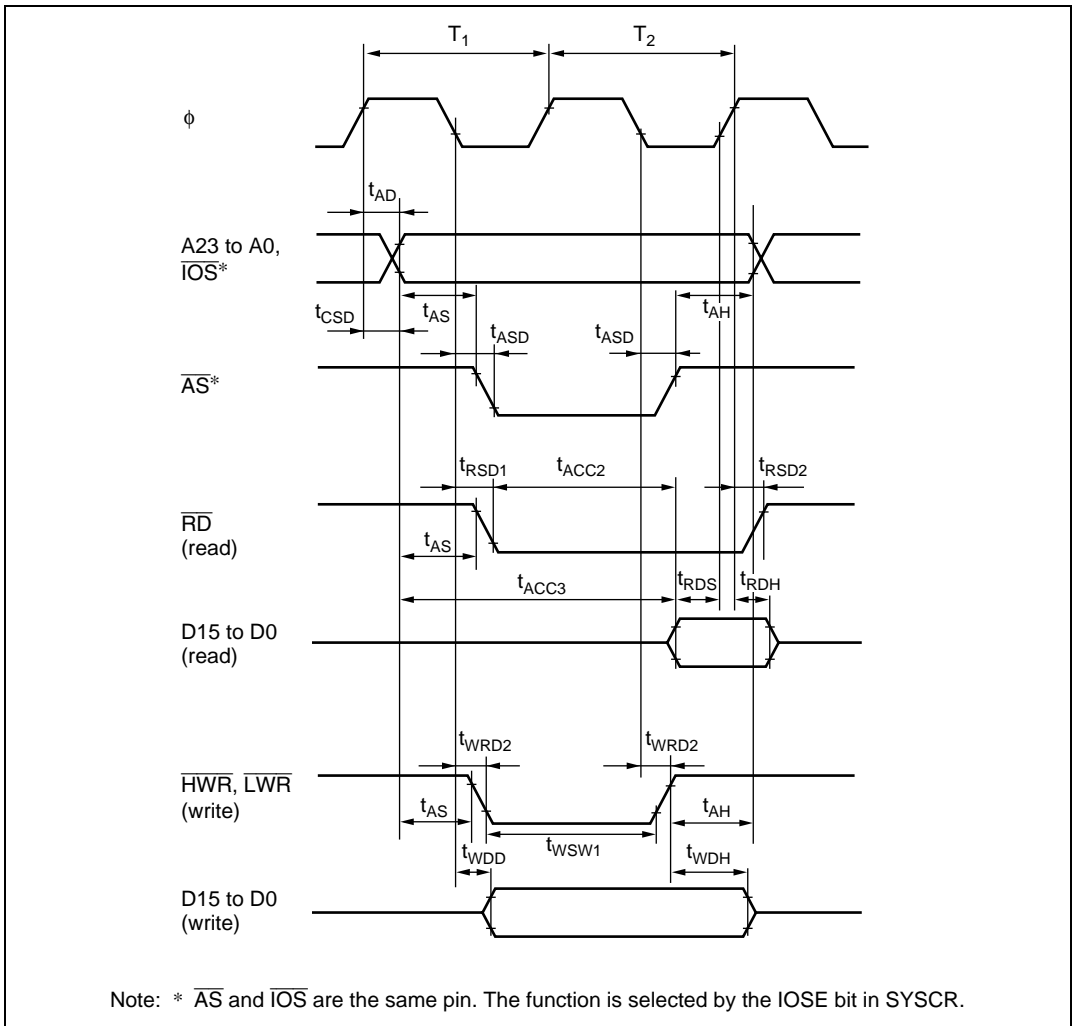 T1 T2
ϕ
tAD
A23 to A0,
IOS*
tCSD tAS tAH
tASD tASD
AS*
tRSD1 tACC2 tRSD2
RD
(read)
tAS
tACC3 tRDS tRDH
D15 to D0
(read)
tWRD2 tWRD2
HWR, LWR
(write)
tAS tAH
tWDD tWSW1 tWDH
D15 to D0
(write)
Note: * AS and IOS are the same pin. The function is selected by the IOSE bit in SYSCR.